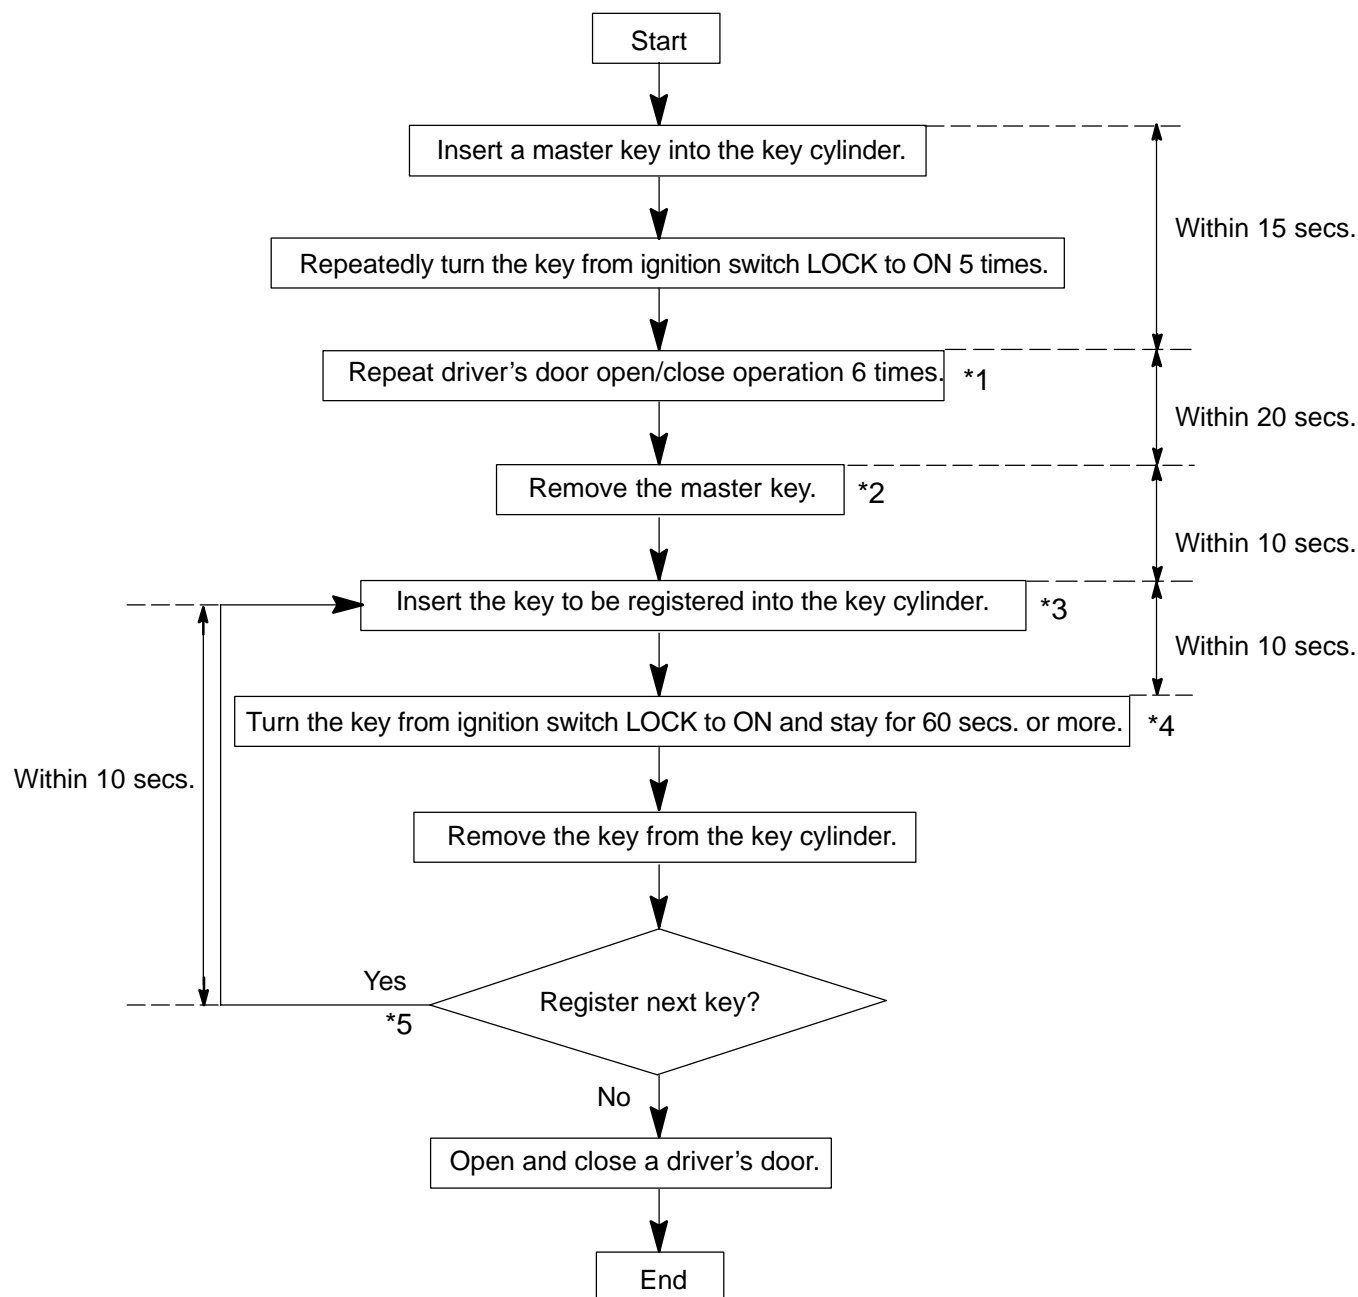 Start
Insert a master key into the key cylinder.
Within 15 secs.
Repeatedly turn the key from ignition switch LOCK to ON 5 times.
Repeat driver’s door open/close operation 6 times.
*1
Within 20 secs.
Remove the master key.
*2
Within 10 secs.
Insert the key to be registered into the key cylinder.
*3
Within 10 secs.
Turn the key from ignition switch LOCK to ON and stay for 60 secs. or more.
*4
Within 10 secs.
Remove the key from the key cylinder.
Yes
*5
Register next key?
No
Open and close a driver’s door.
End